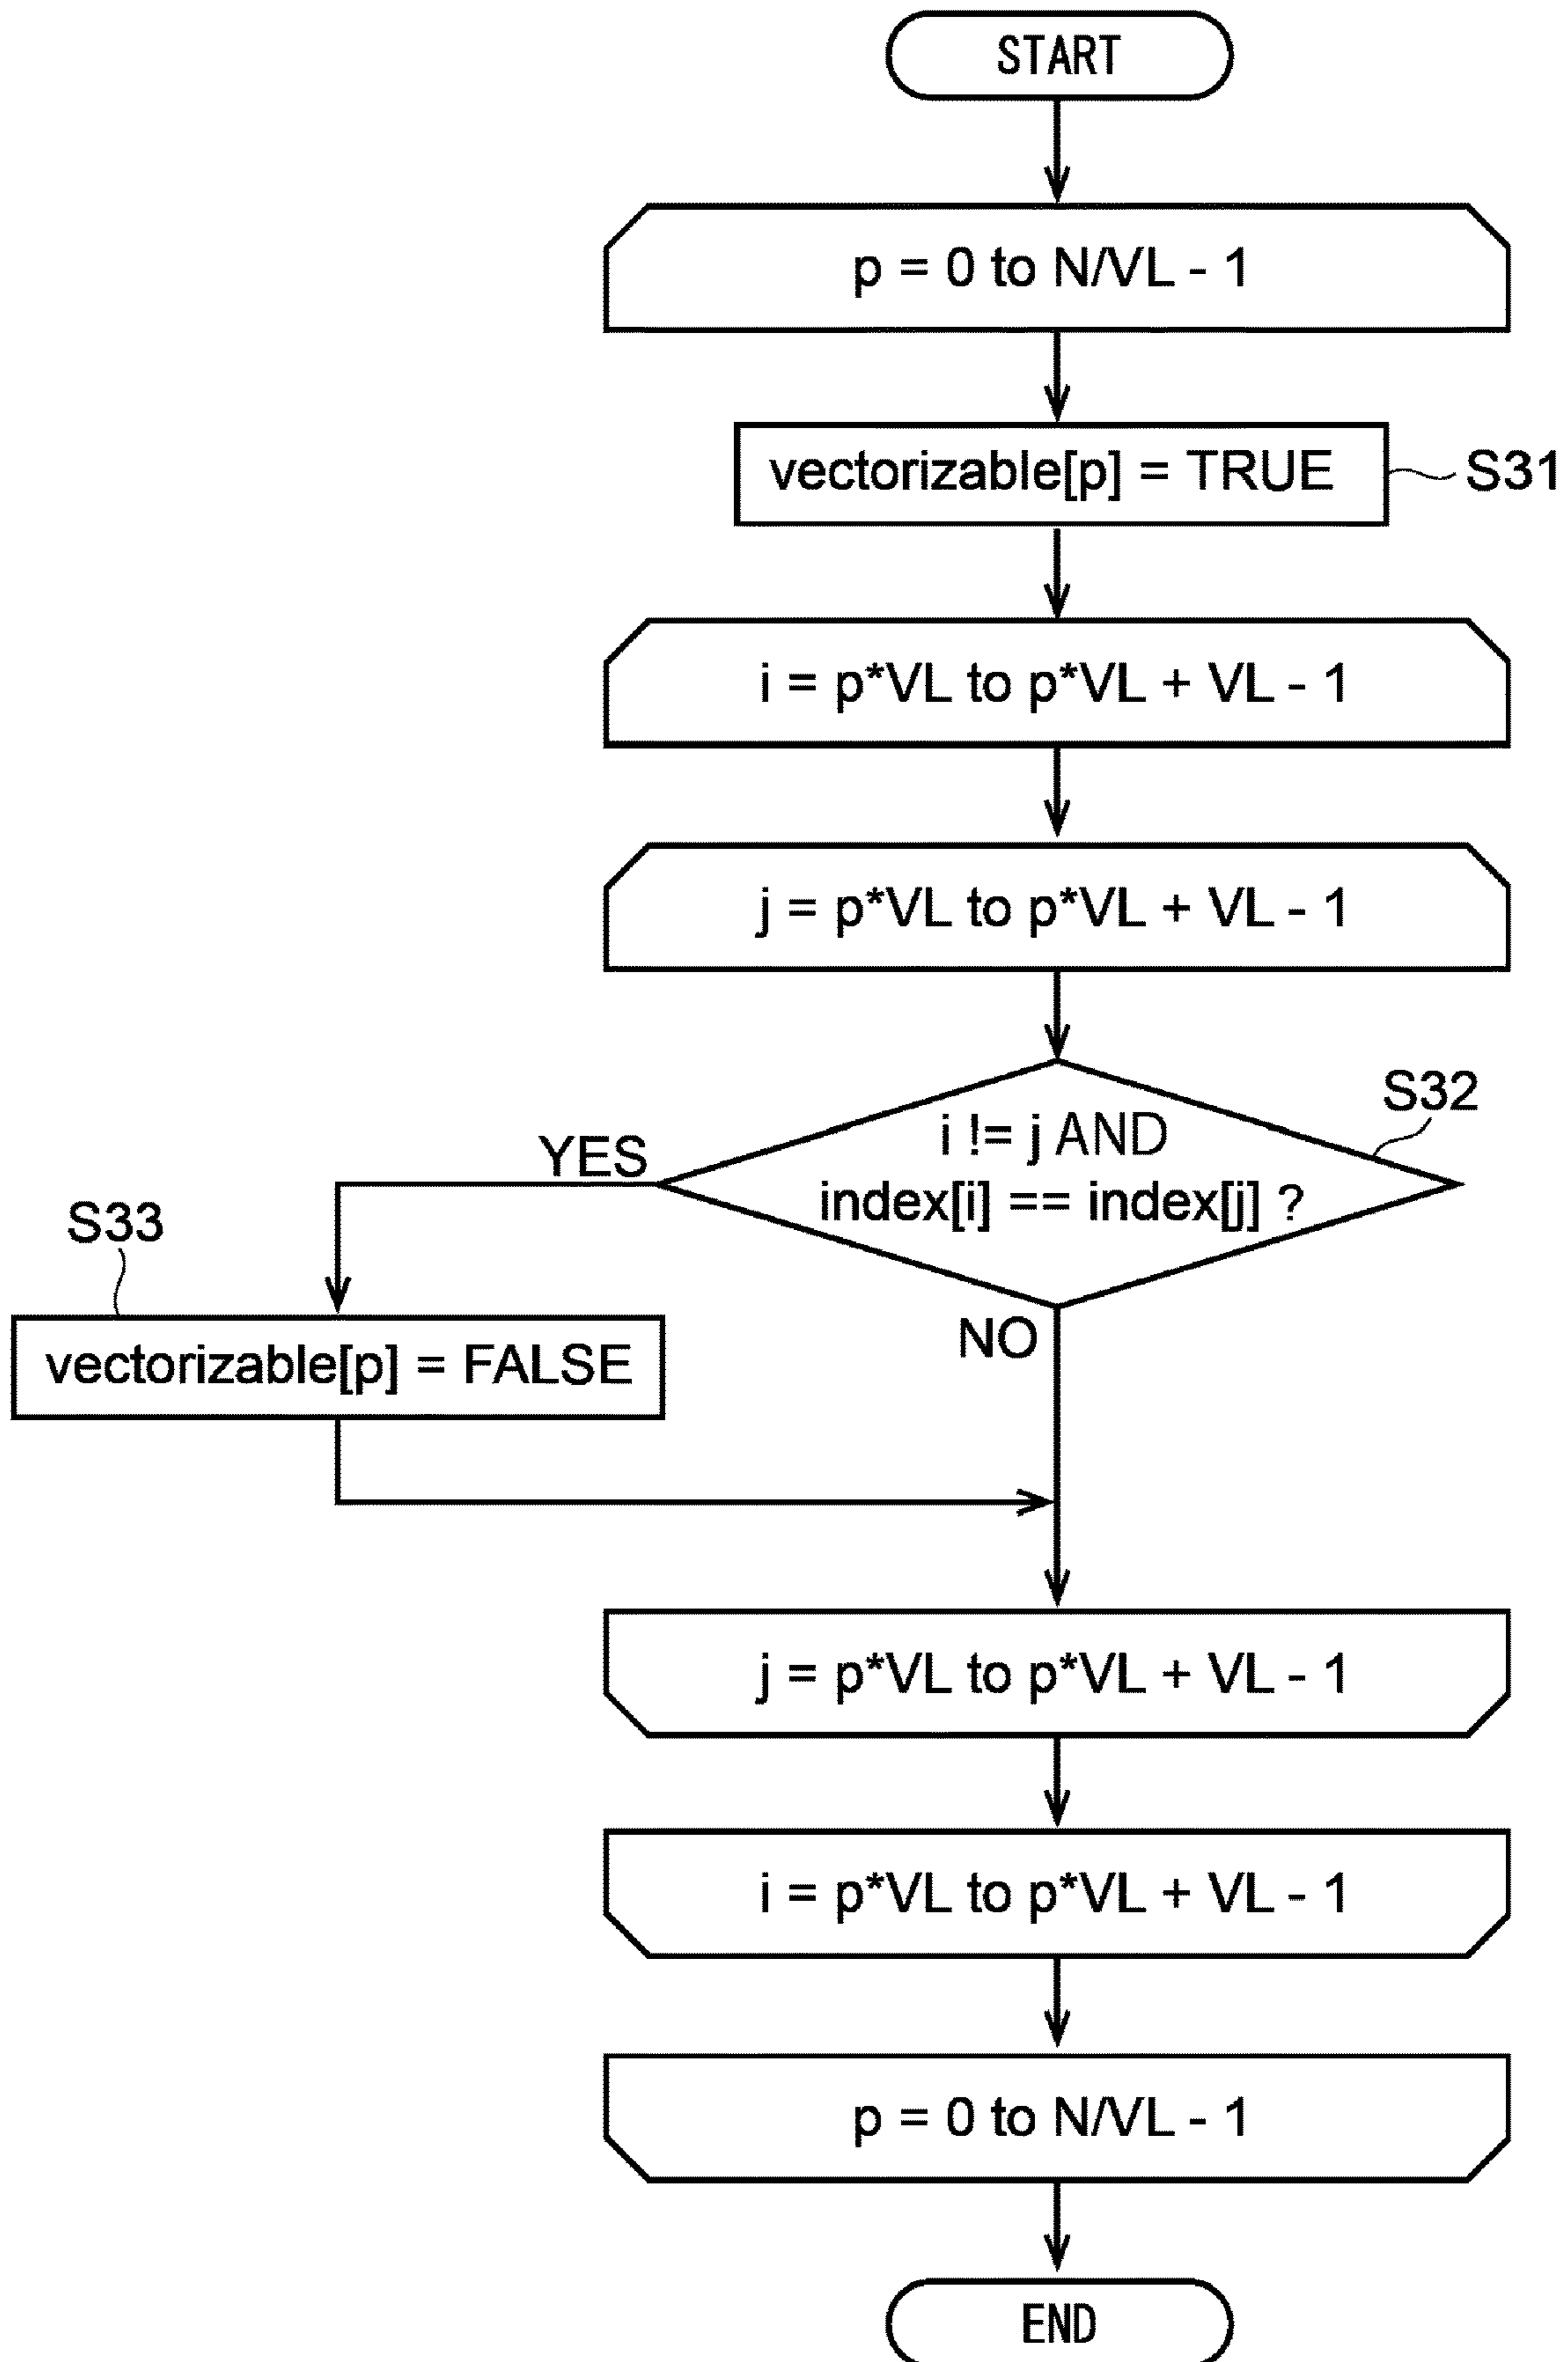 START
p = 0 to N/VL - 1
vectorizable[p] = TRUE
S31
i = p*VL to p*VL + VL - 1
j = p*VL to p*VL + VL - 1
S32
i != j AND
index[i] == index[j] ?
YES
S33
NO
vectorizable[p] = FALSE
j = p*VL to p*VL + VL - 1
i = p*VL to p*VL + VL - 1
p = 0 to N/VL - 1
END